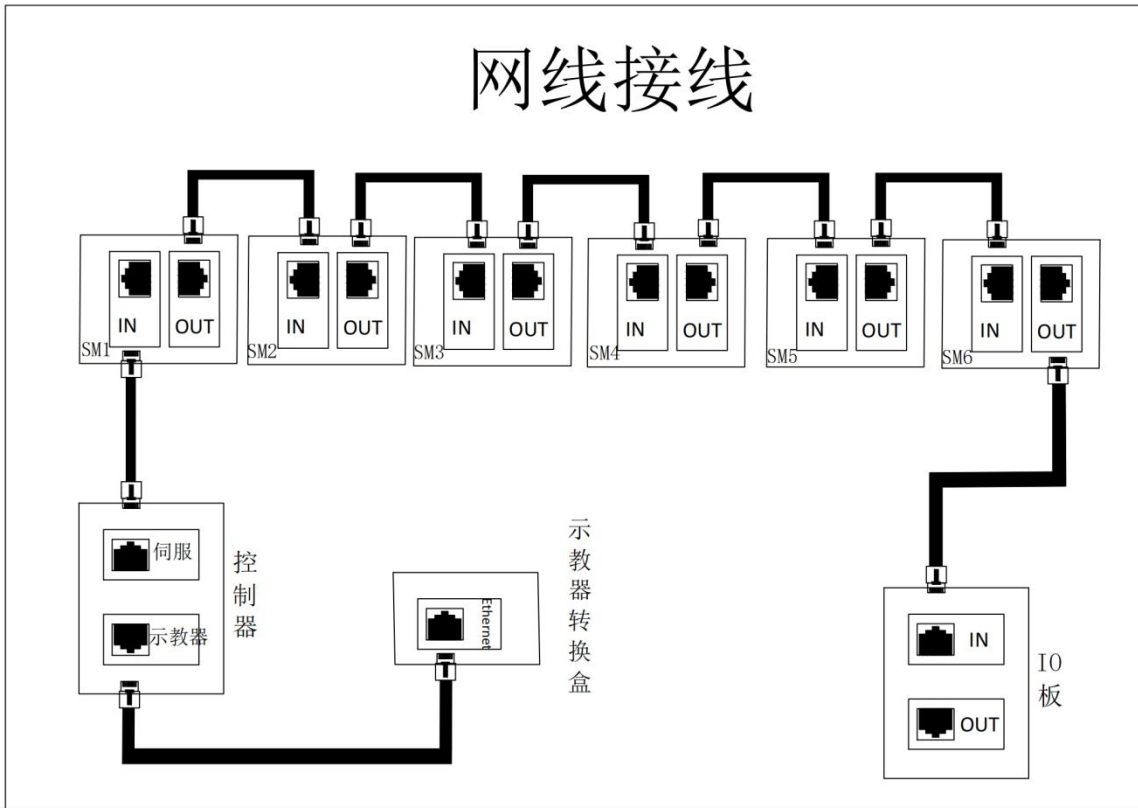 网线接线
IN OUT
SM1
IN OUT
SM2
IN OUT
SM3
IN OUT
SM4
IN OUT
SM5
IN OUT
SM6
伺服
示教器
控制器
Ethernet
示教器转换盒
IN
OUT
IO板